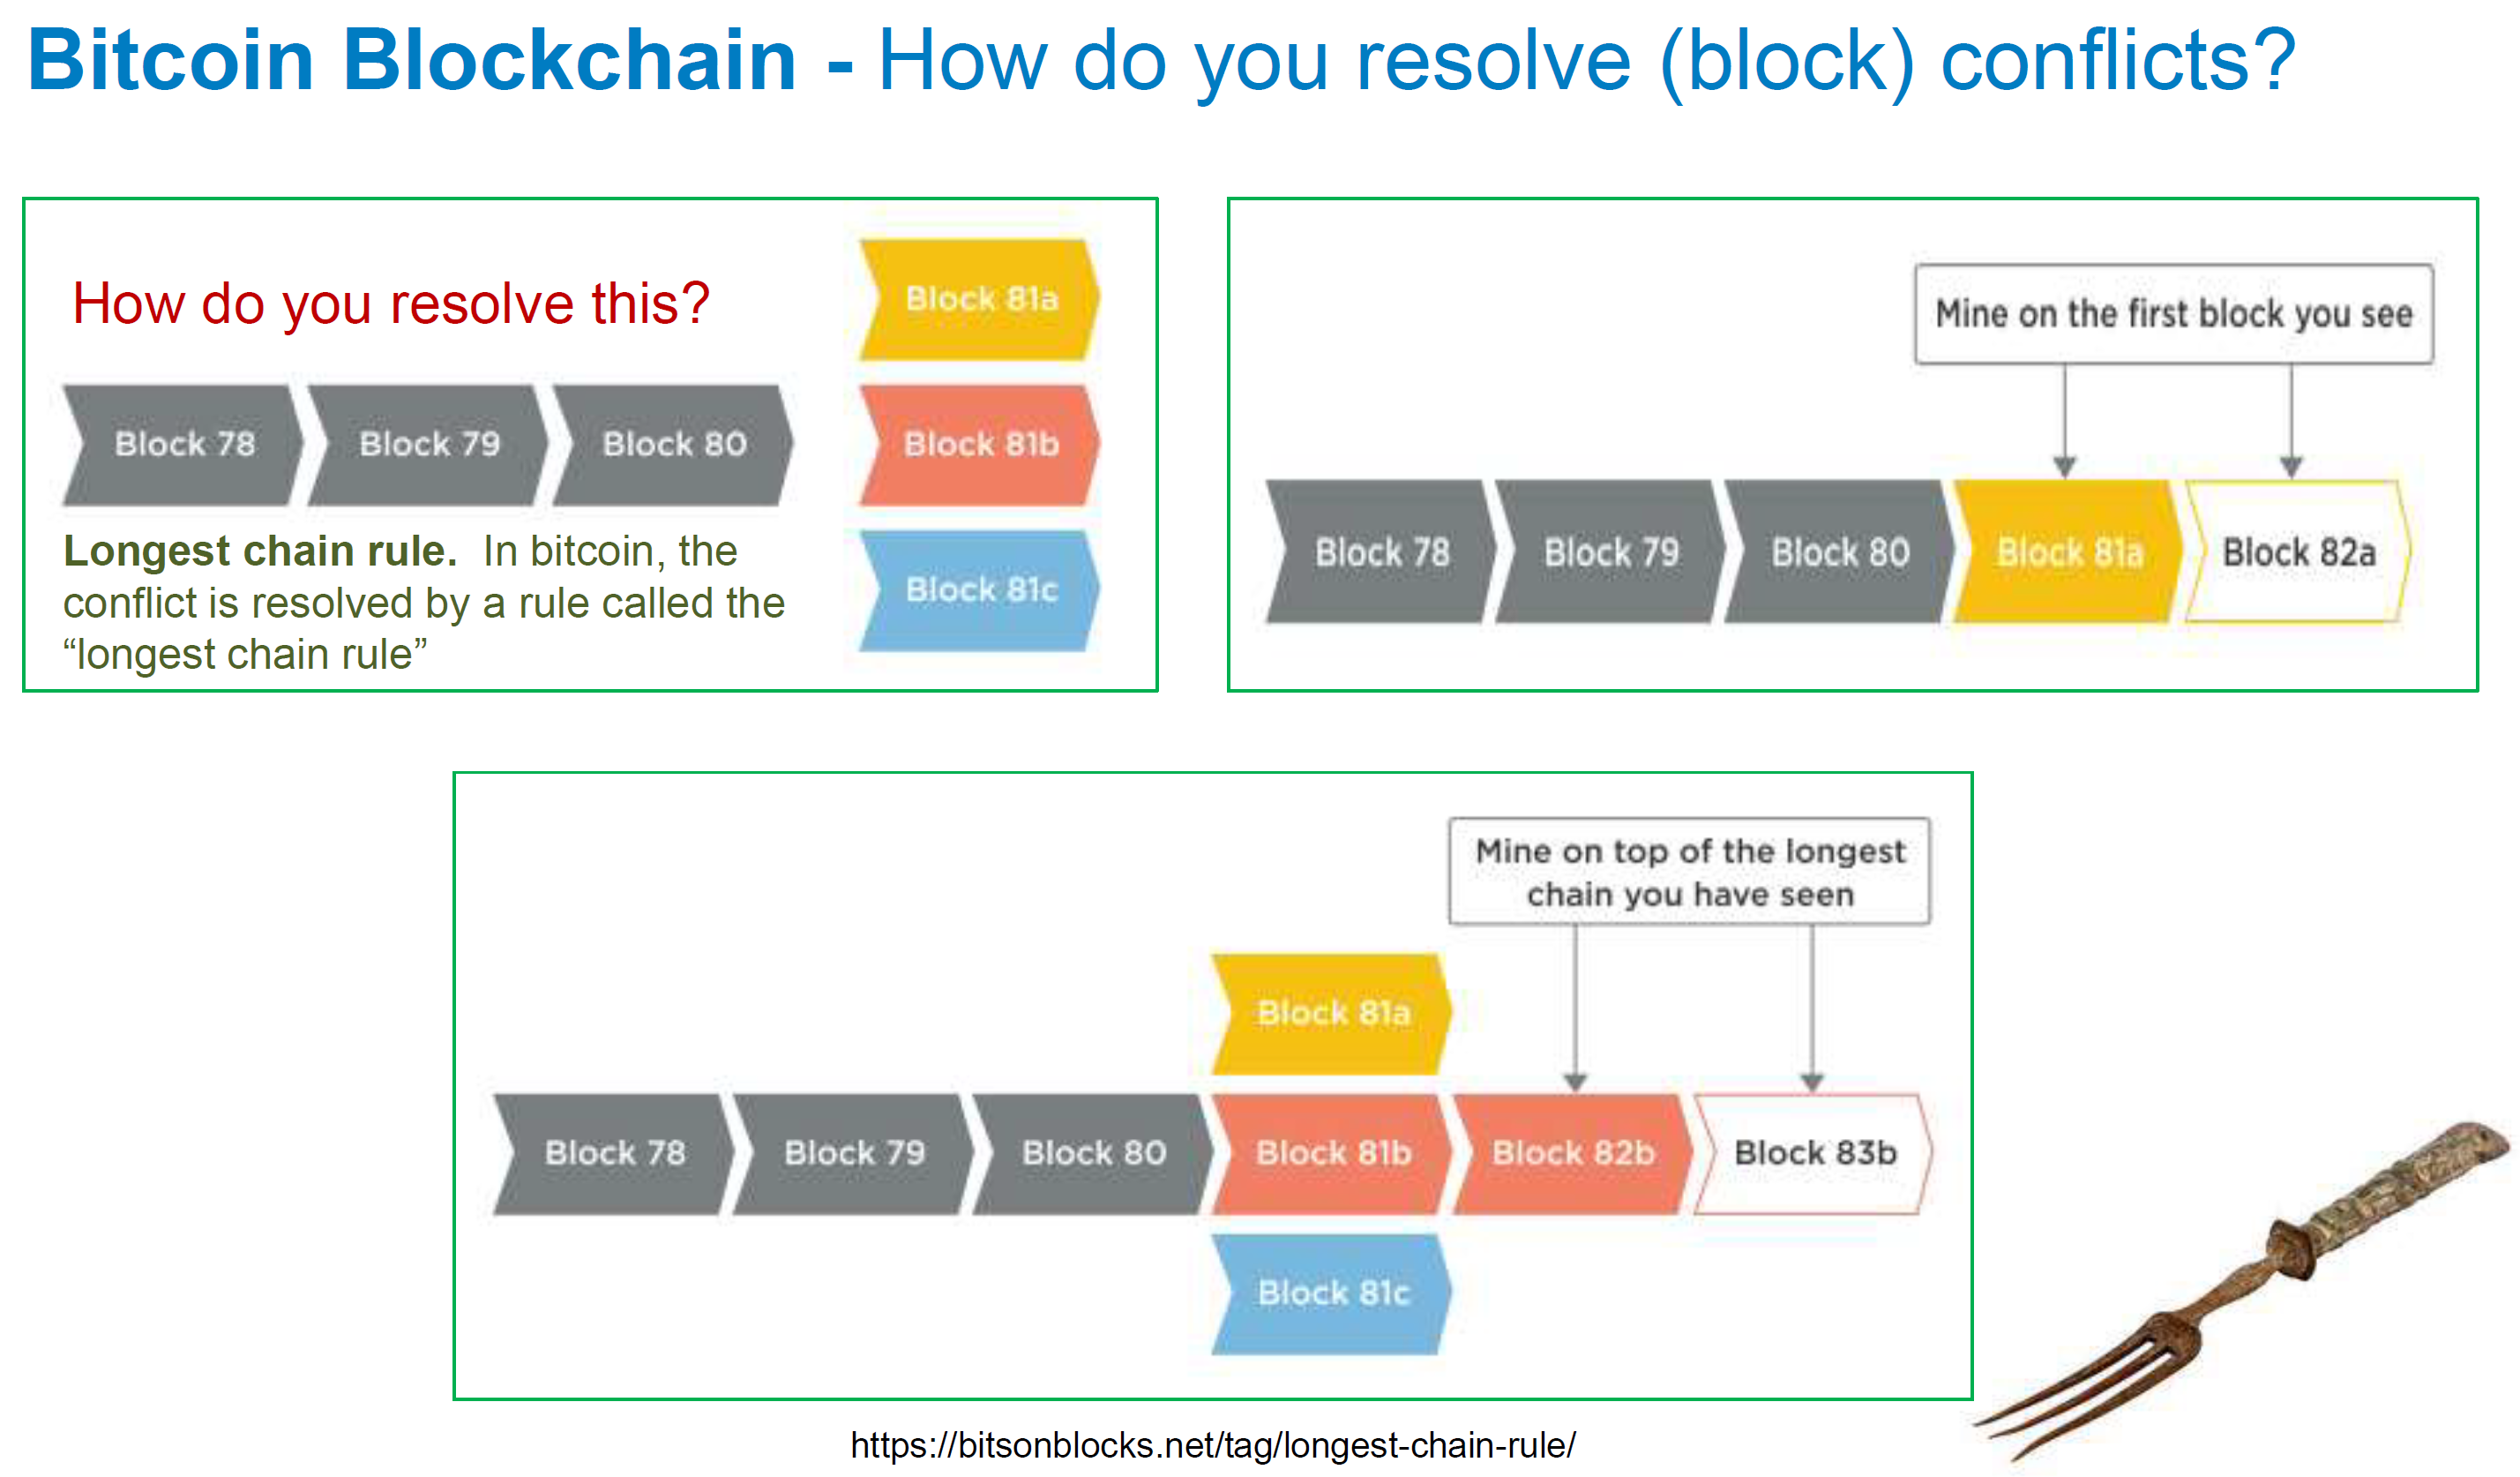 Bitcoin Blockchain - How do you resolve (block) conflicts?
How do you resolve this?
Block 81a
Block 78
Block 79
Block 80
Block 81b
Longest chain rule. In bitcoin, the
conflict is resolved by a rule called the
“longest chain rule”
Block 81c
Mine on the first block you see
Block 78
Block 79
Block 80
Block 81a
Block 82a
Mine on top of the longest
chain you have seen
Block 81a
Block 78
Block 79
Block 80
Block 81b
Block 82b
Block 83b
Block 81c
https://bitsonblocks.net/tag/longest-chain-rule/